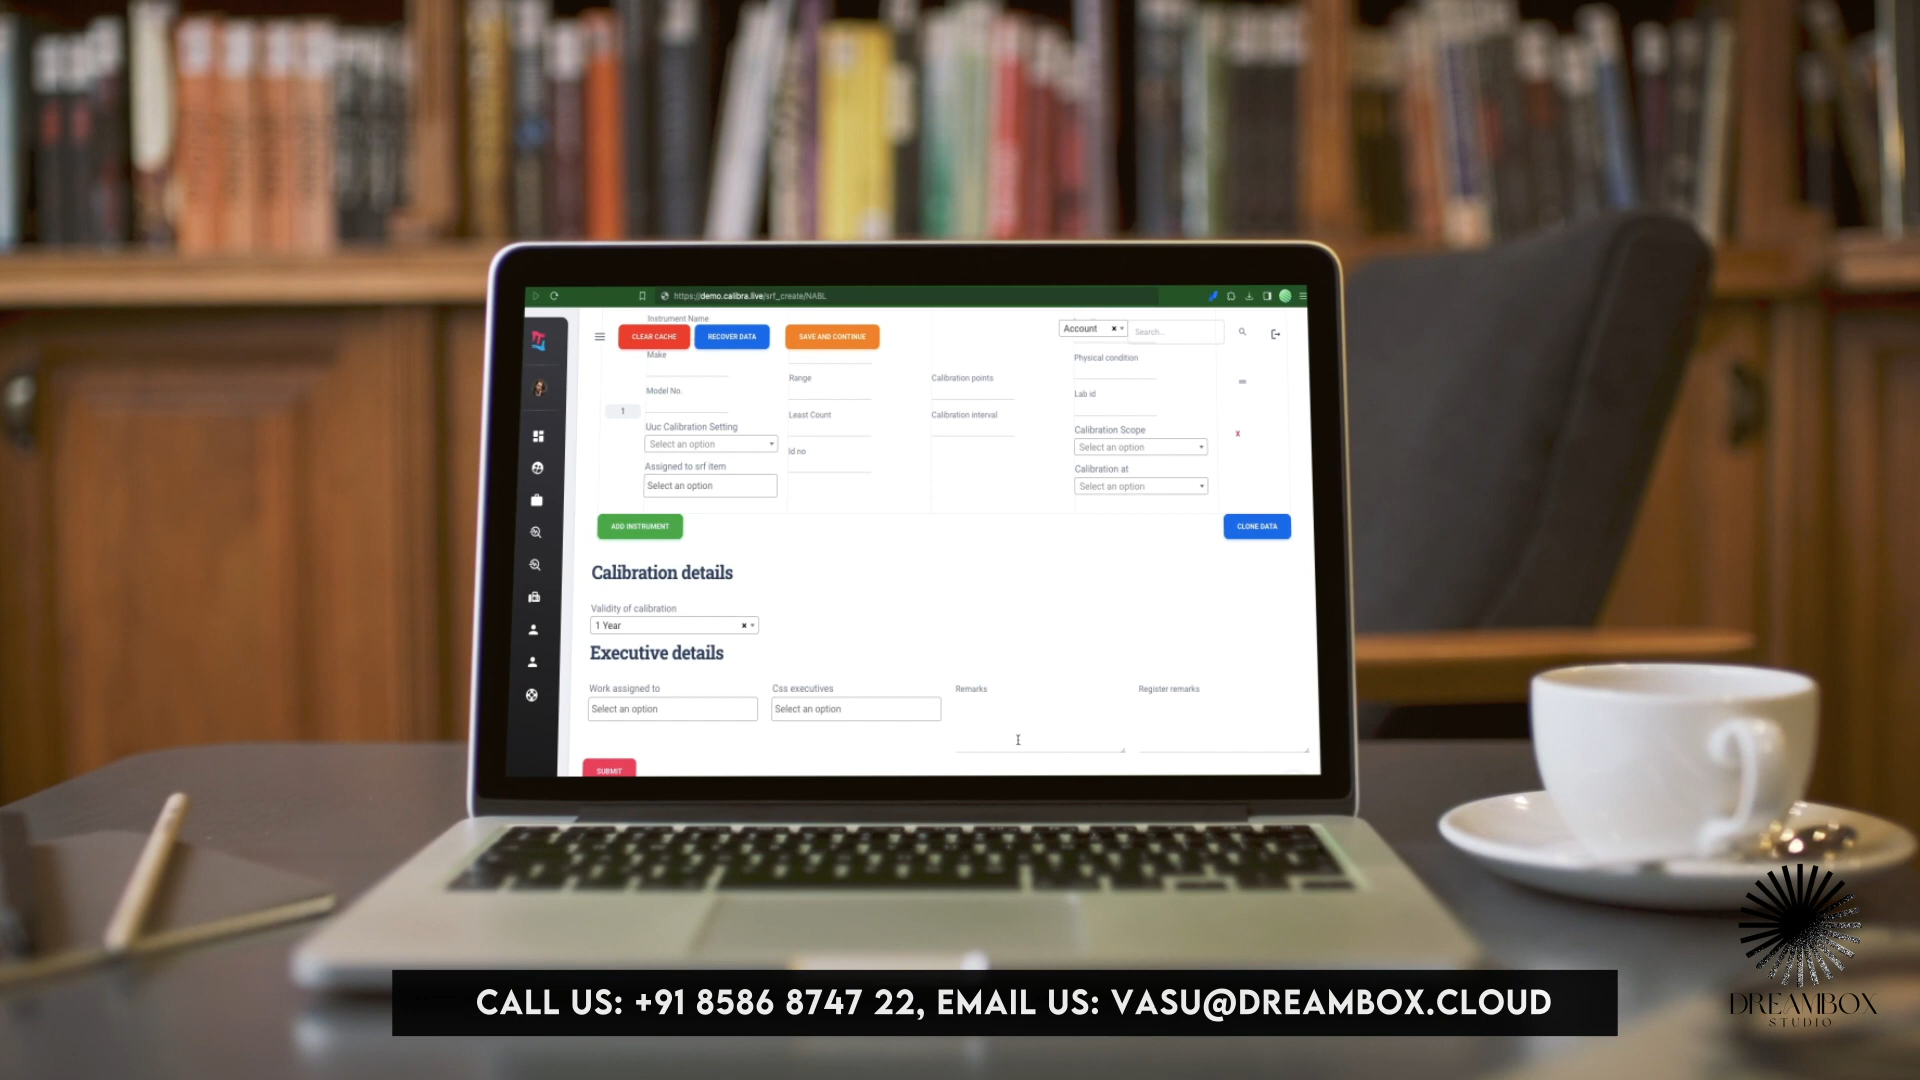 https://demo.calibra.live/srf_create/NABL
Instrument Name
Account
Search...
CLEAR CACHE
RECOVER DATA
SAVE AND CONTINUE
Make
Physical condition
Range
Calibration points
Model No.
Lab id
1
Least Count
Calibration interval
Uuc Calibration Setting
Calibration Scope
Select an option
Select an option
Id no
Assigned to srf item
Calibration at
Select an option
Select an option
x
ADD INSTRUMENT
CLONE DATA
Calibration details
Validity of calibration
1 Year
Executive details
Work assigned to
Css executives
Remarks
Register remarks
Select an option
Select an option
SUBMIT
CALL US: +91 8586 8747 22, EMAIL US: VASU@DREAMBOX.CLOUD
DREAMBOX
STUDIO